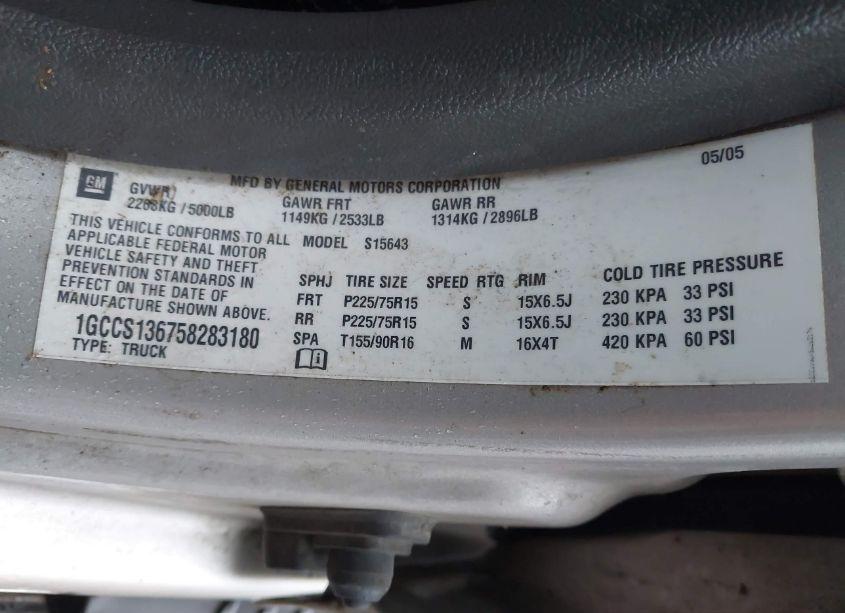 05/05
GM
MFD BY GENERAL MOTORS CORPORATION
GVWR GAWR FRT GAWR RR
2268KG / 5000LB 1149KG / 2533LB 1314KG / 2896LB
THIS VEHICLE CONFORMS TO ALL
APPLICABLE FEDERAL MOTOR
VEHICLE SAFETY AND THEFT
PREVENTION STANDARDS IN
EFFECT ON THE DATE OF
MANUFACTURE SHOWN ABOVE.
1GCCS136758283180
TYPE: TRUCK
MODEL S15643
SPHJ TIRE SIZE SPEED RTG RIM COLD TIRE PRESSURE
FRT P225/75R15 S 15X6.5J 230 KPA 33 PSI
RR P225/75R15 S 15X6.5J 230 KPA 33 PSI
SPA T155/90R16 M 16X4T 420 KPA 60 PSI